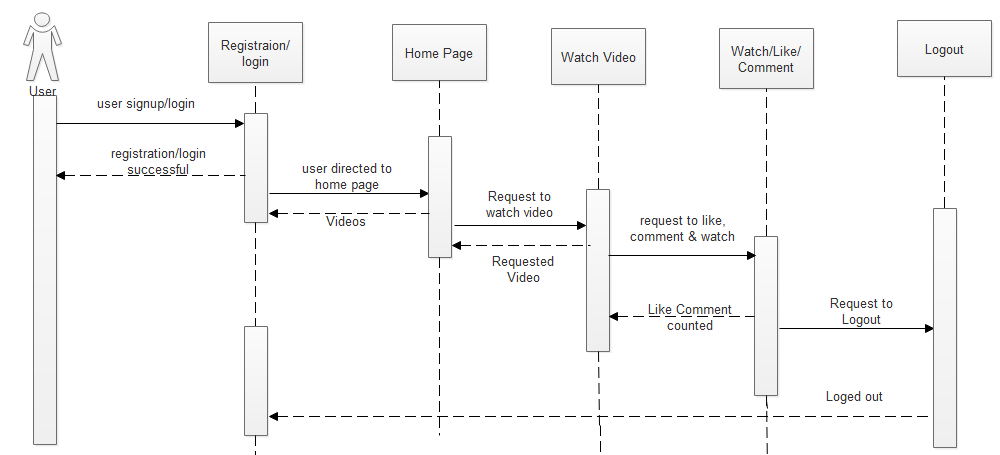 User
Registraion/
login
Home Page
Watch Video
Watch/Like/
Comment
Logout
user signup/login
registration/login
successful
user directed to
home page
Videos
Request to
watch video
Requested
Video
request to like,
comment & watch
Like Comment
counted
Request to
Logout
Loged out